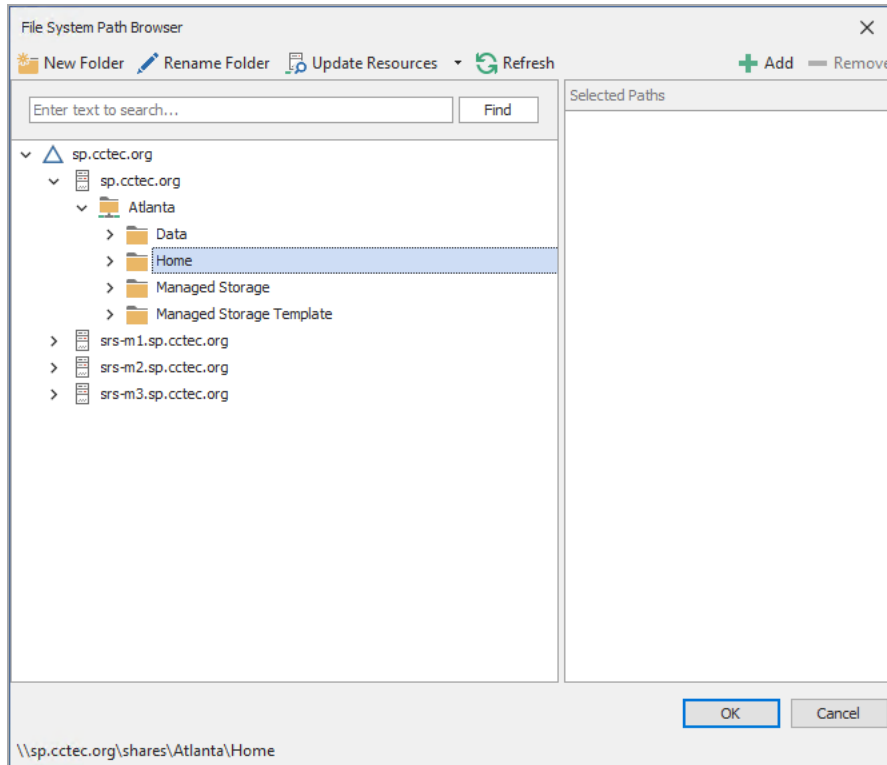 File System Path Browser
New Folder Rename Folder Update Resources Refresh Add Remove
Enter text to search... Find
Selected Paths
sp.cctec.org
sp.cctec.org
Atlanta
Data
Home
Managed Storage
Managed Storage Template
srs-m1.sp.cctec.org
srs-m2.sp.cctec.org
srs-m3.sp.cctec.org
OK Cancel
\\sp.cctec.org\shares\Atlanta\Home